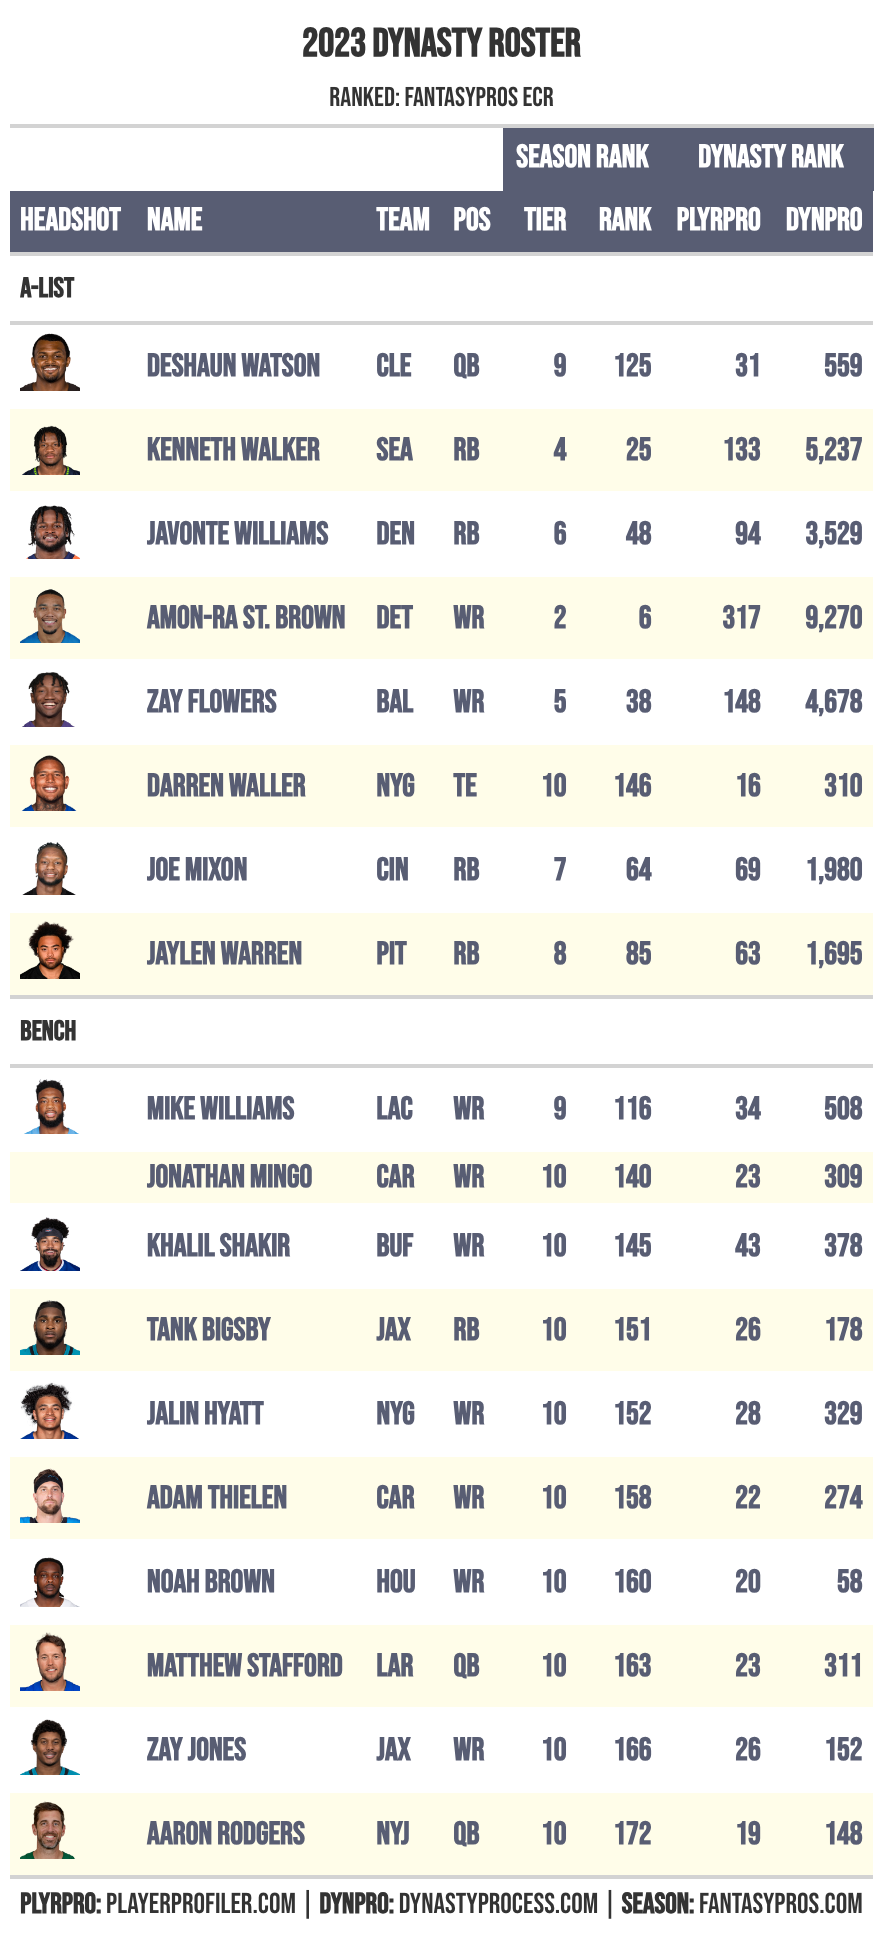 2023 DYNASTY ROSTER
RANKED: FANTASYPROS ECR
SEASON RANK DYNASTY RANK
HEADSHOT NAME TEAM POS TIER RANK PLYRPRO DYNPRO
A-LIST
DESHAUN WATSON CLE QB 9 125 31 559
KENNETH WALKER SEA RB 4 25 133 5,237
JAVONTE WILLIAMS DEN RB 6 48 94 3,529
AMON-RA ST. BROWN DET WR 2 6 317 9,270
ZAY FLOWERS BAL WR 5 38 148 4,678
DARREN WALLER NYG TE 10 146 16 310
JOE MIXON CIN RB 7 64 69 1,980
JAYLEN WARREN PIT RB 8 85 63 1,695
BENCH
MIKE WILLIAMS LAC WR 9 116 34 508
JONATHAN MINGO CAR WR 10 140 23 309
KHALIL SHAKIR BUF WR 10 145 43 378
TANK BIGSBY JAX RB 10 151 26 178
JALIN HYATT NYG WR 10 152 28 329
ADAM THIELEN CAR WR 10 158 22 274
NOAH BROWN HOU WR 10 160 20 58
MATTHEW STAFFORD LAR QB 10 163 23 311
ZAY JONES JAX WR 10 166 26 152
AARON RODGERS NYJ QB 10 172 19 148
PLYRPRO: PLAYERPROFILER.COM | DYNPRO: DYNASTYPROCESS.COM | SEASON: FANTASYPROS.COM